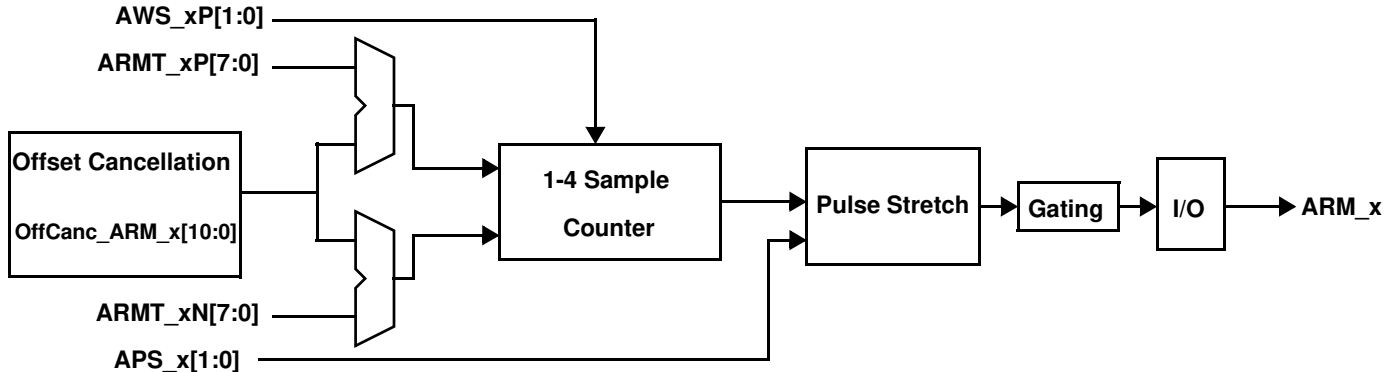 AWS_xP[1:0]
ARMT_xP[7:0]
Offset Cancellation
OffCanc_ARM_x[10:0]
ARMT_xN[7:0]
APS_x[1:0]
1-4 Sample
Counter
Pulse Stretch
Gating
I/O
ARM_x